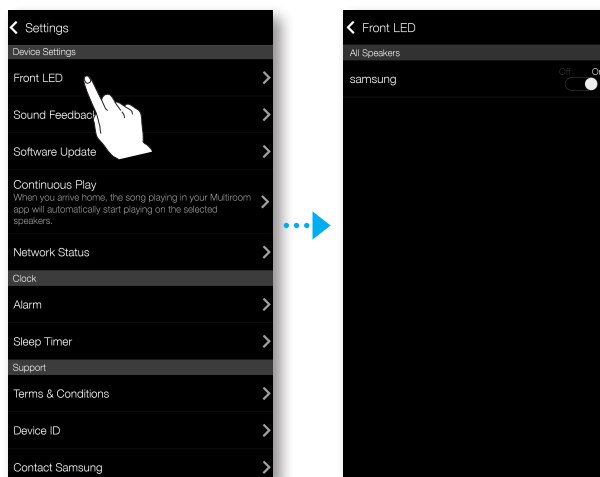 Settings
Device Settings
Front LED
Sound Feedback
Software Update
Continuous Play
When you arrive home, the song playing in your Multiroom
app will automatically start playing on the selected
speakers.
Network Status
Clock
Alarm
Sleep Timer
Support
Terms & Conditions
Device ID
Contact Samsung
Front LED
All Speakers
Off On
samsung